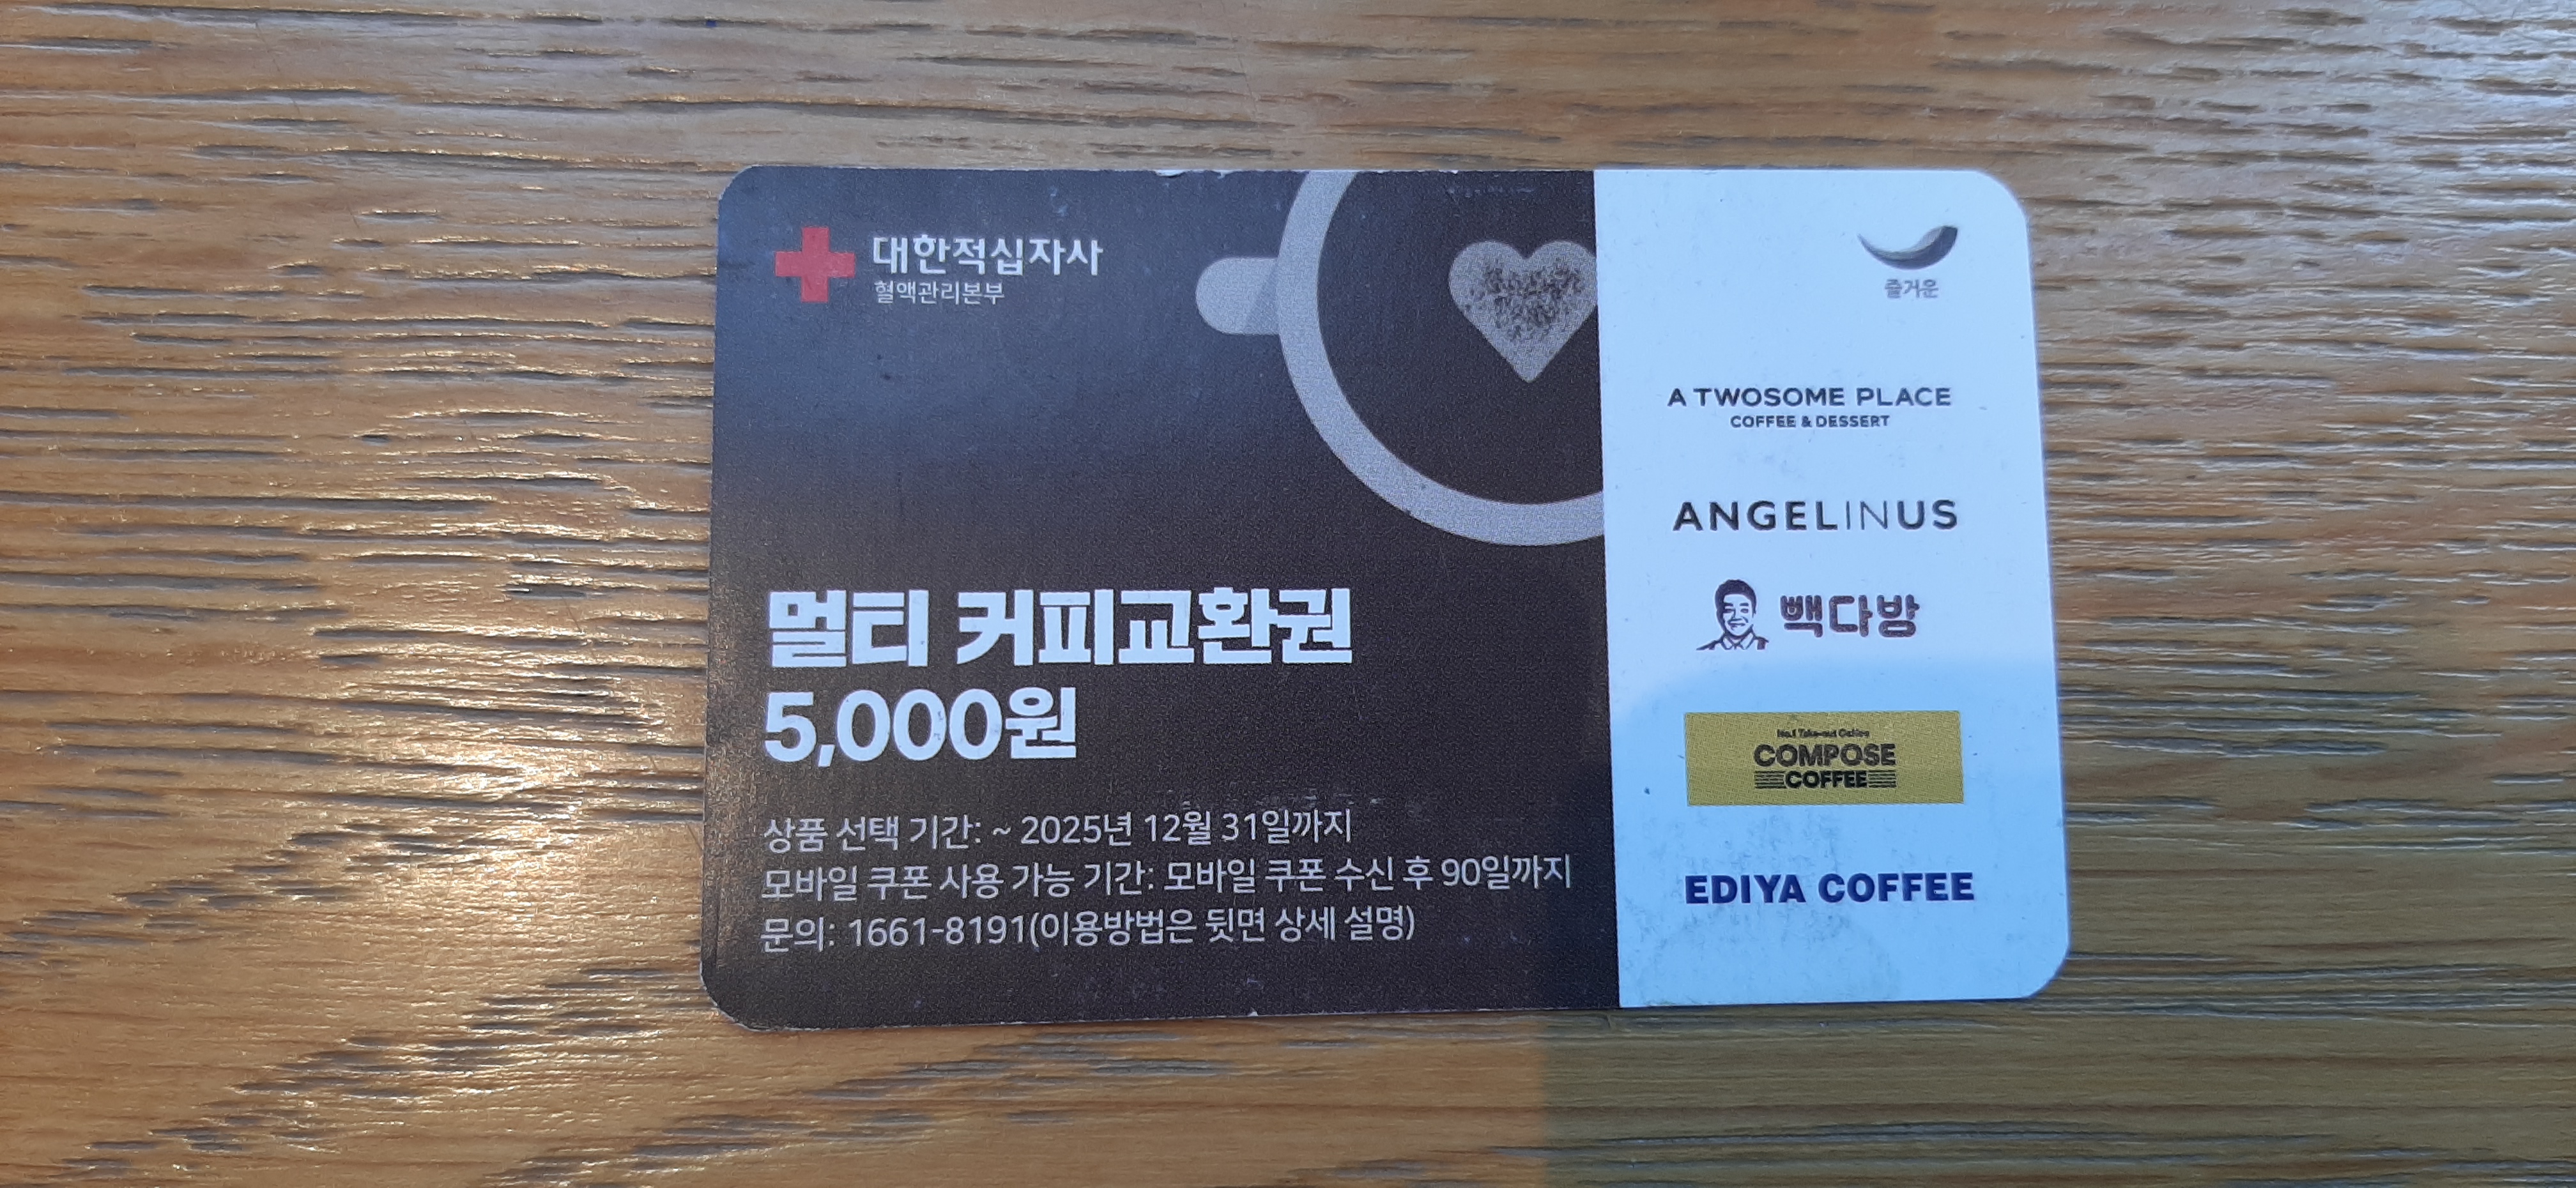 대한적십자사
혈액관리본부
멀티 커피교환권
5,000원
상품 선택 기간: ~ 2025년 12월 31일까지
모바일 쿠폰 사용 가능 기간: 모바일 쿠폰 수신 후 90일까지
문의: 1661-8191(이용방법은 뒷면 상세 설명)
즐거운
A TWOSOME PLACE
COFFEE & DESSERT
ANGELINUS
빽다방
No.1 Take-out Coffee
COMPOSE
COFFEE
EDIYA COFFEE